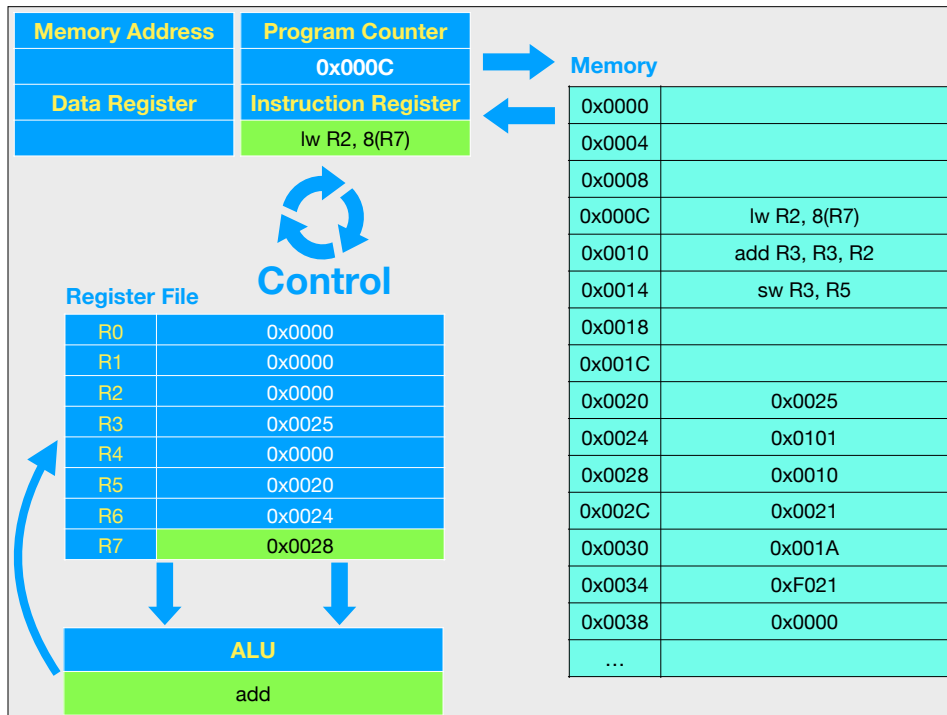 Memory Address Program Counter
0x000C
Data Register Instruction Register
lw R2, 8(R7)
Control
Register File
R0 0x0000
R1 0x0000
R2 0x0000
R3 0x0025
R4 0x0000
R5 0x0020
R6 0x0024
R7 0x0028
ALU
add
Memory
0x0000
0x0004
0x0008
0x000C lw R2, 8(R7)
0x0010 add R3, R3, R2
0x0014 sw R3, R5
0x0018
0x001C
0x0020 0x0025
0x0024 0x0101
0x0028 0x0010
0x002C 0x0021
0x0030 0x001A
0x0034 0xF021
0x0038 0x0000
…